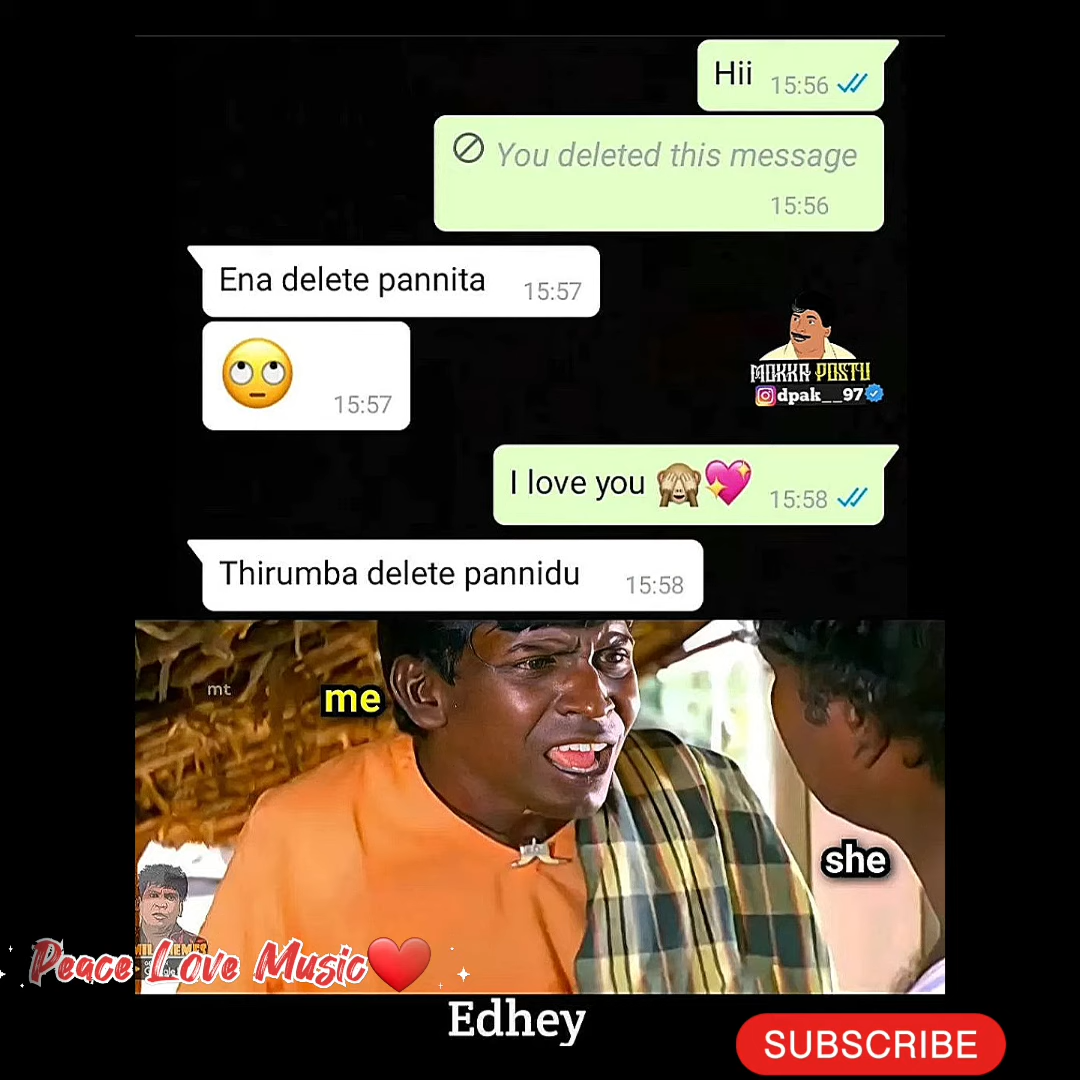 Hii 15:56
You deleted this message
15:56
Ena delete pannita 15:57
15:57
MOKKA POSTU
dpak__97
I love you 🙈💖 15:58
Thirumba delete pannidu 15:58
mt
me
she
MEMES
Peace Love Music❤️
Edhey
SUBSCRIBE